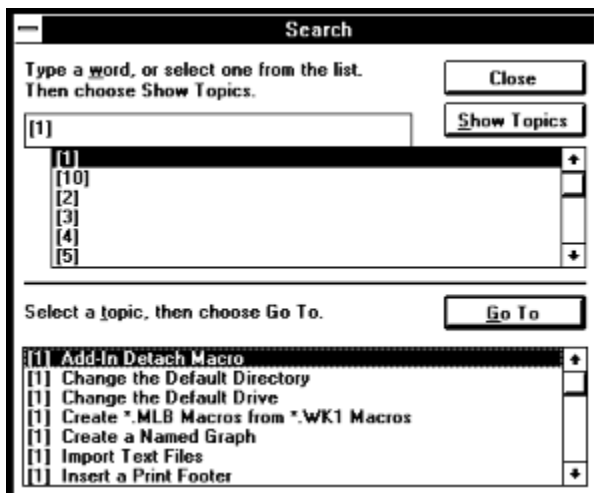 Search
Type a word, or select one from the list.
Then choose Show Topics.
Close
Show Topics
[1]
[1]
[10]
[2]
[3]
[4]
[5]
Select a topic, then choose Go To.
Go To
[1] Add-In Detach Macro
[1] Change the Default Directory
[1] Change the Default Drive
[1] Create *.MLB Macros from *.WK1 Macros
[1] Create a Named Graph
[1] Import Text Files
[1] Insert a Print Footer